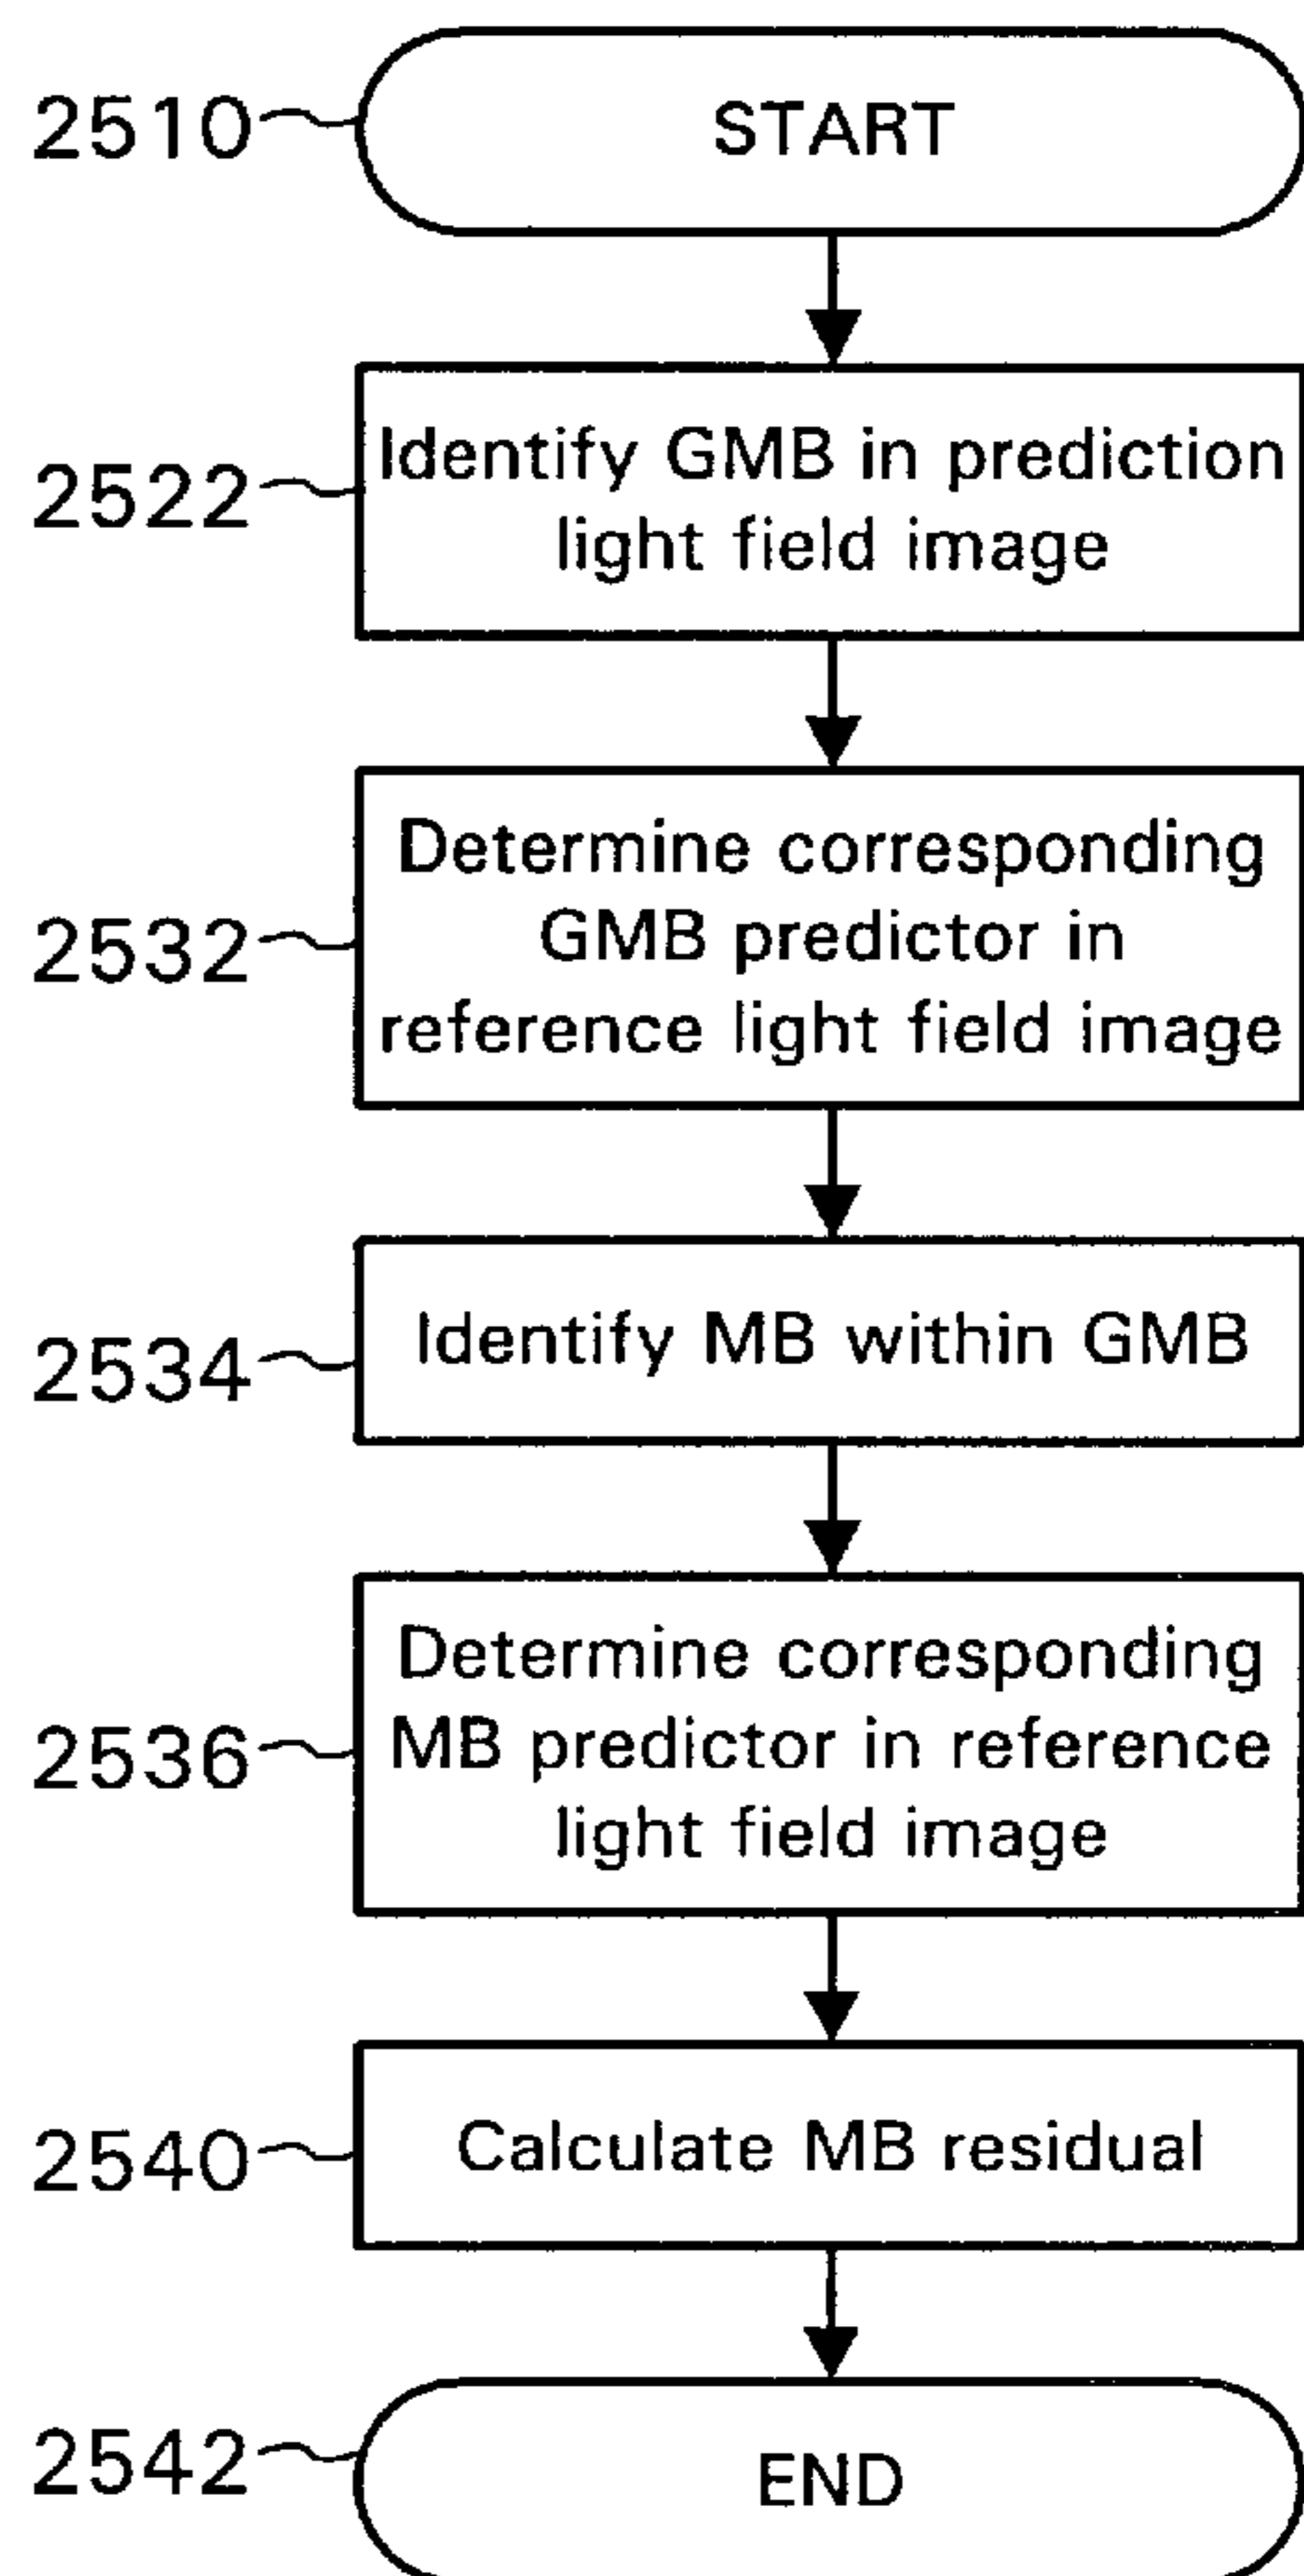 2510
START
2522
Identify GMB in prediction
light field image
2532
Determine corresponding
GMB predictor in
reference light field image
2534
Identify MB within GMB
2536
Determine corresponding
MB predictor in reference
light field image
2540
Calculate MB residual
2542
END